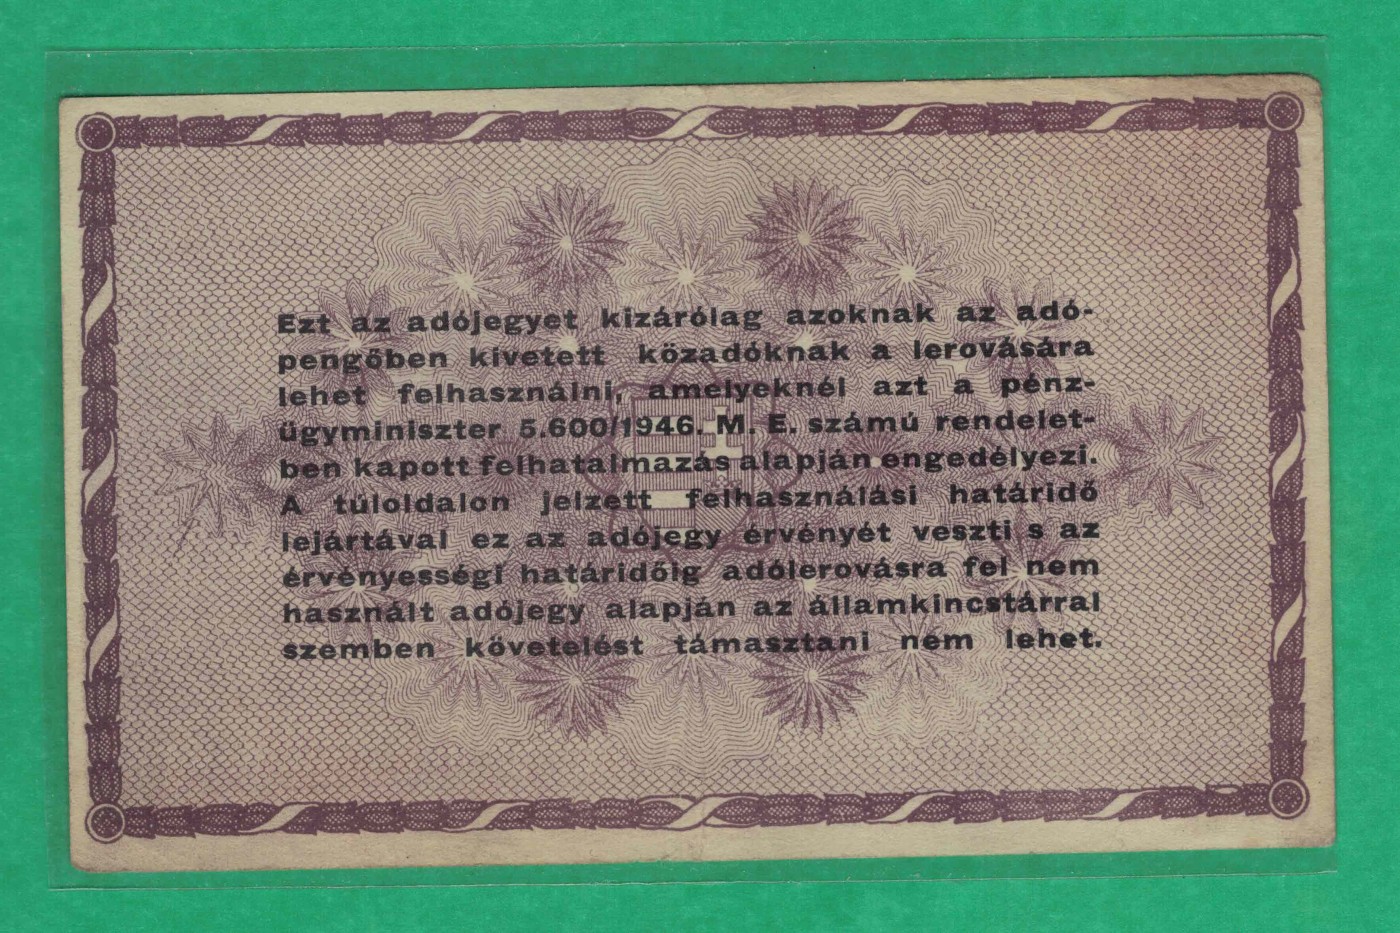 Ezt az adójegyet kizárólag azoknak az adó-
pengőben kivetett közadóknak a lerovására
lehet felhasználni, amelyeknél azt a pénz-
ügyminiszter 5.600/1946. M. E. számú rendelet-
ben kapott felhatalmazás alapján engedélyezi.
A túloldalon jelzett felhasználási határidő
lejártával ez az adójegy érvényét veszti s az
érvényességi határidőig adólerovásra fel nem
használt adójegy alapján az államkincstárral
szemben követelést támasztani nem lehet.